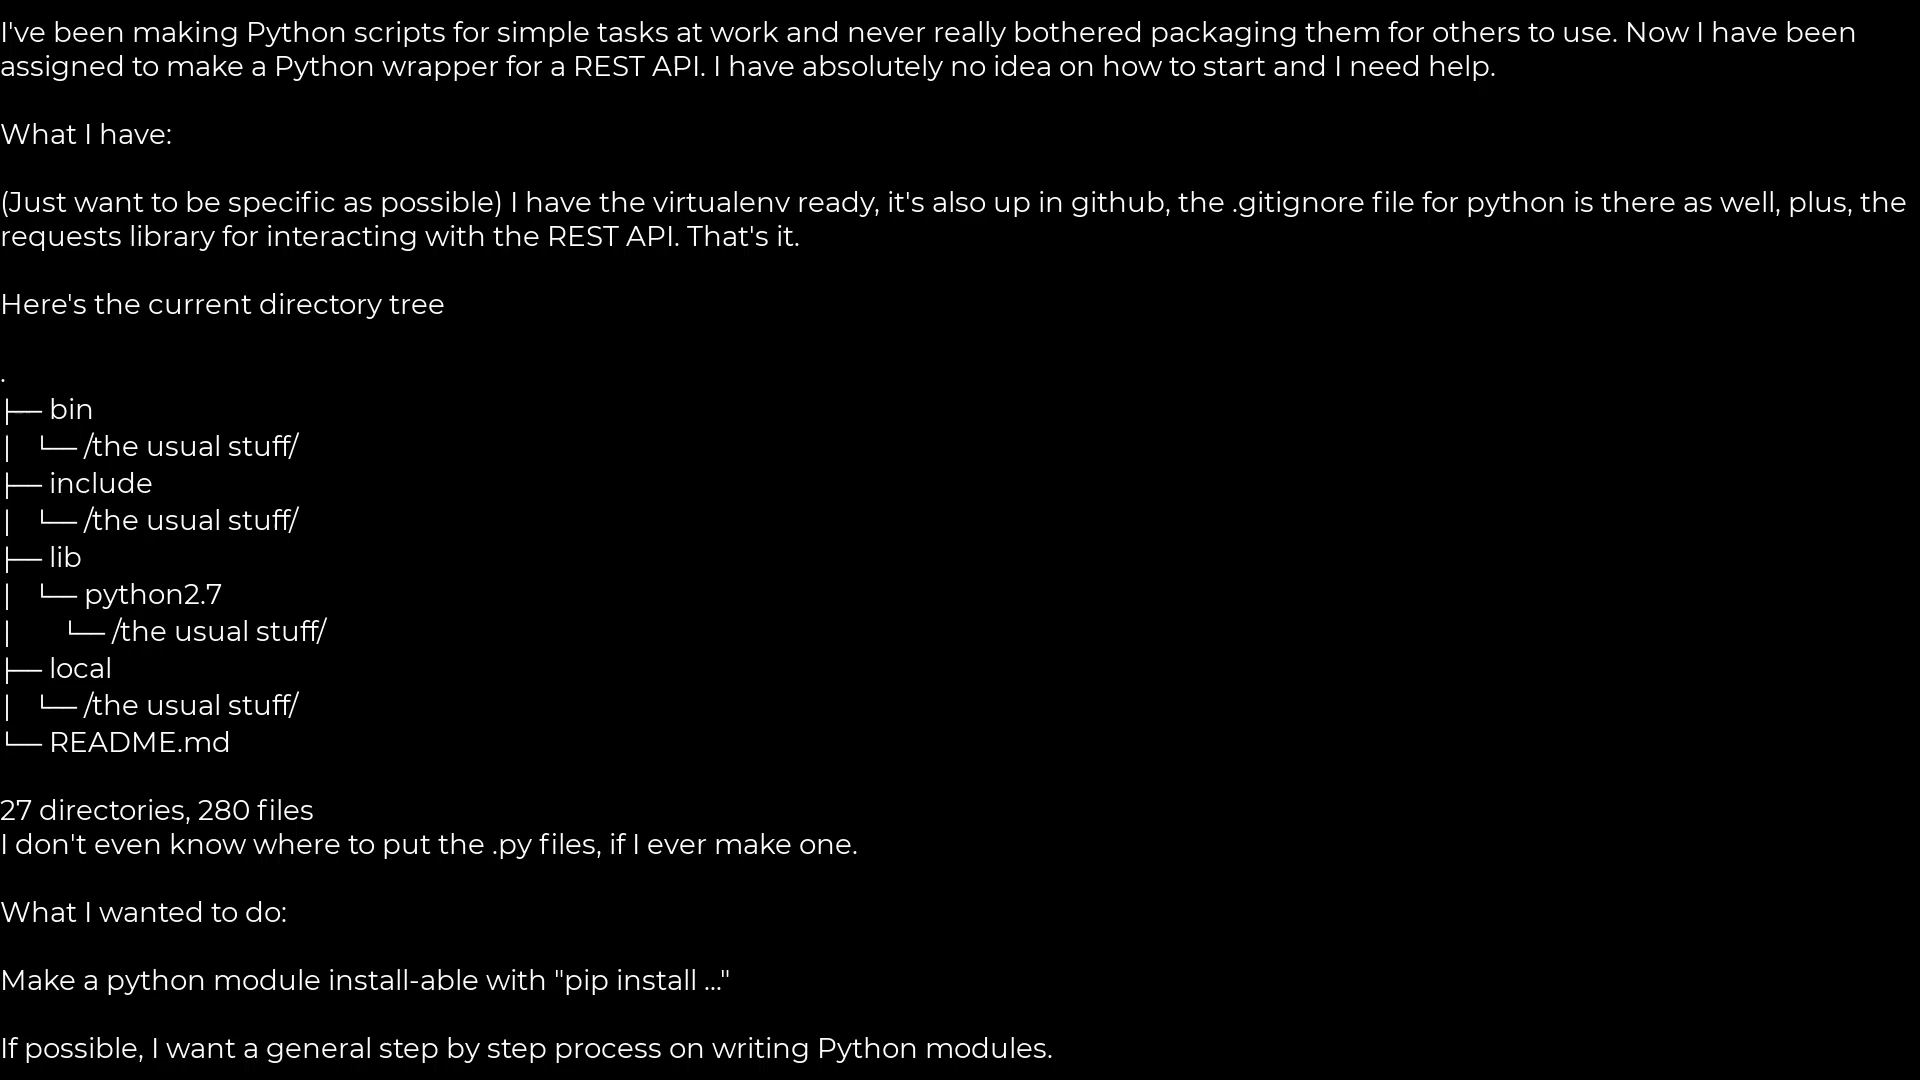 I've been making Python scripts for simple tasks at work and never really bothered packaging them for others to use. Now I have been
assigned to make a Python wrapper for a REST API. I have absolutely no idea on how to start and I need help.
What I have:
(Just want to be specific as possible) I have the virtualenv ready, it's also up in github, the .gitignore file for python is there as well, plus, the
requests library for interacting with the REST API. That's it.
Here's the current directory tree
.
├── bin
│   └── /the usual stuff/
├── include
│   └── /the usual stuff/
├── lib
│   └── python2.7
│       └── /the usual stuff/
├── local
│   └── /the usual stuff/
└── README.md
27 directories, 280 files
I don't even know where to put the .py files, if I ever make one.
What I wanted to do:
Make a python module install-able with "pip install ..."
If possible, I want a general step by step process on writing Python modules.